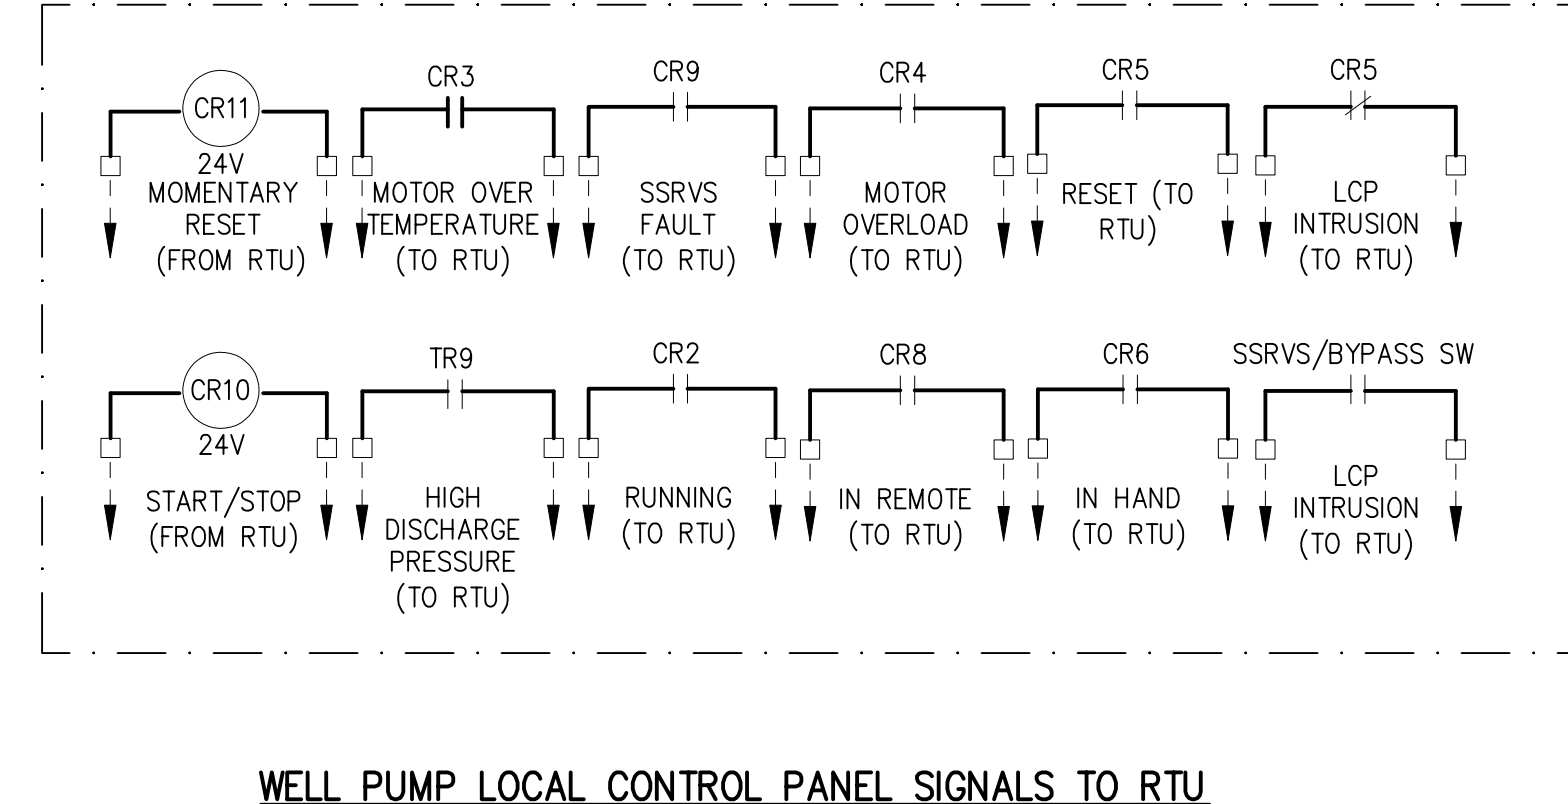 CR11
24V
MOMENTARY
RESET
(FROM RTU)
CR3
MOTOR OVER
TEMPERATURE
(TO RTU)
CR9
SSRVS
FAULT
(TO RTU)
CR4
MOTOR
OVERLOAD
(TO RTU)
CR5
RESET (TO
RTU)
CR5
LCP
INTRUSION
(TO RTU)
CR10
24V
START/STOP
(FROM RTU)
TR9
HIGH
DISCHARGE
PRESSURE
(TO RTU)
CR2
RUNNING
(TO RTU)
CR8
IN REMOTE
(TO RTU)
CR6
IN HAND
(TO RTU)
SSRVS/BYPASS SW
LCP
INTRUSION
(TO RTU)
WELL PUMP LOCAL CONTROL PANEL SIGNALS TO RTU